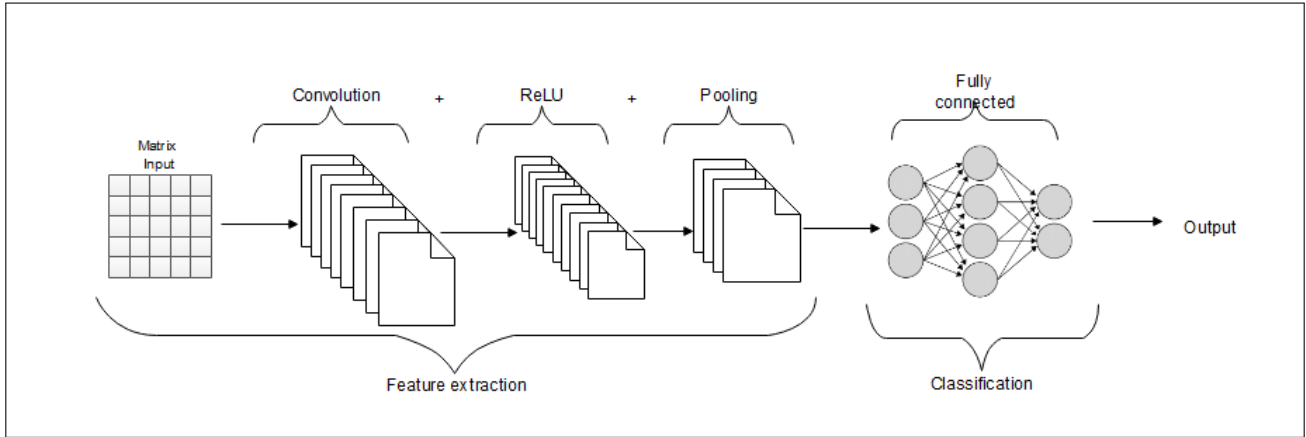 Convolution
+
ReLU
+
Pooling
Fully
connected
Matrix
Input
Output
Feature extraction
Classification